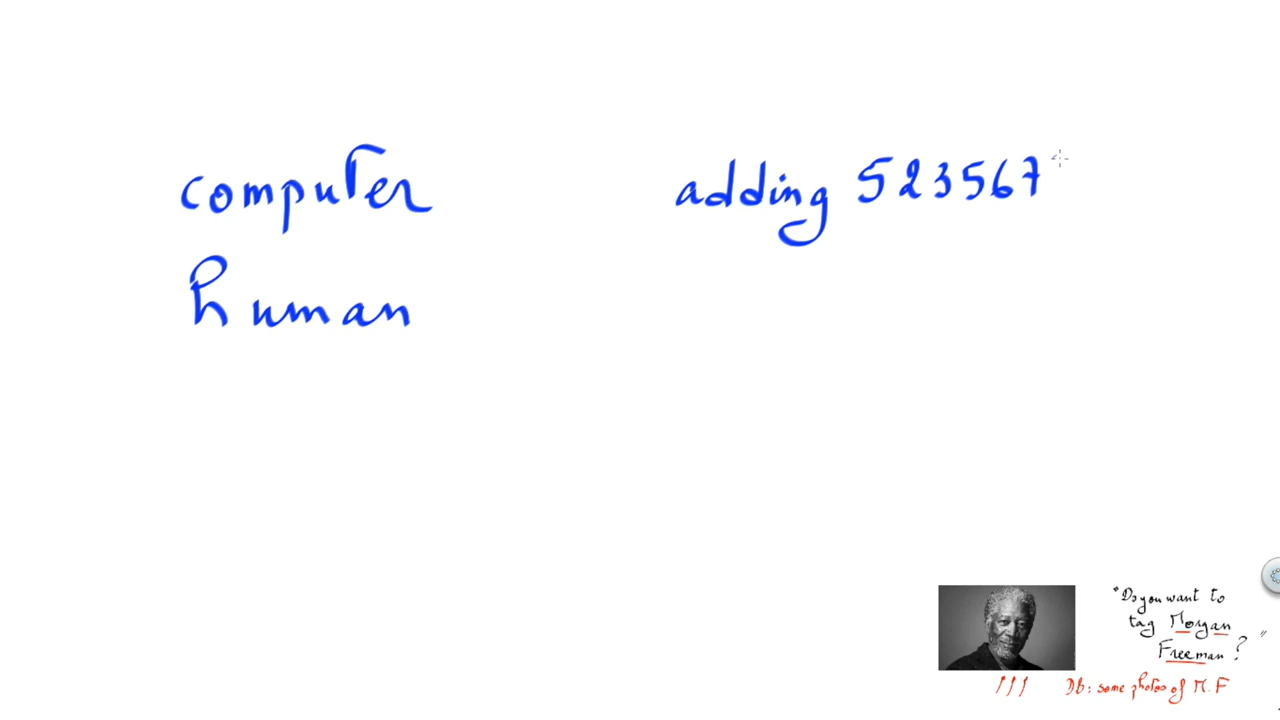 computer
adding 523567
human
"Do you want to
tag Morgan
Freeman?"
!!!
Db: some photos of M.F